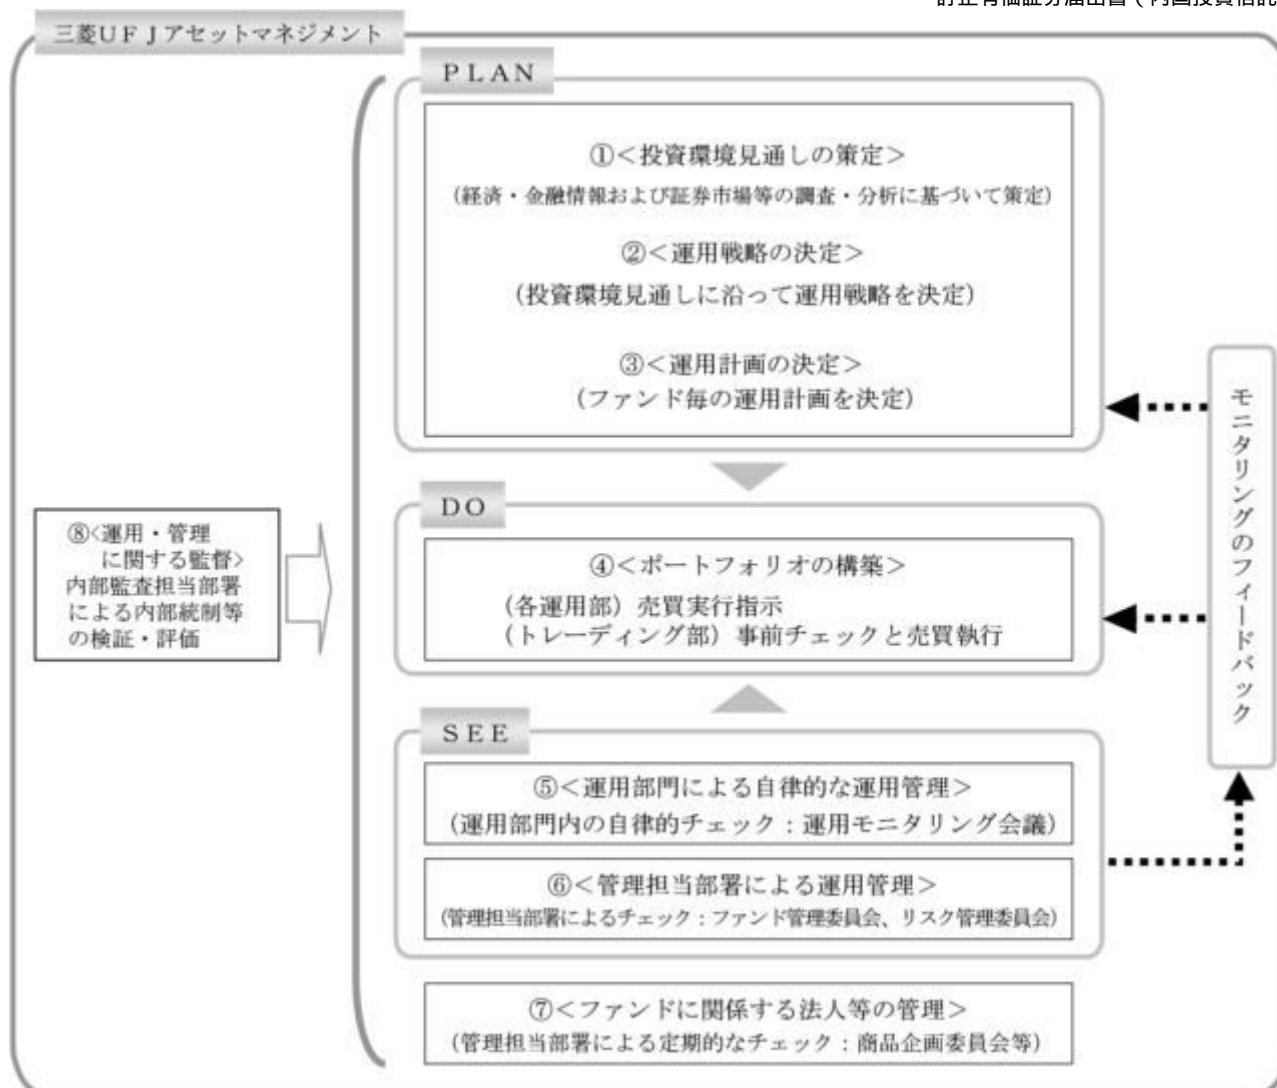 三菱UFJアセットマネジメント
PLAN
①<投資環境見通しの策定>
(経済・金融情報および証券市場等の調査・分析に基づいて策定)
②<運用戦略の決定>
(投資環境見通しに沿って運用戦略を決定)
③<運用計画の決定>
(ファンド毎の運用計画を決定)
モニタリングのフィードバック
DO
④<ポートフォリオの構築>
(各運用部)売買実行指示
(トレーディング部)事前チェックと売買執行
⑧<運用・管理
に関する監督>
内部監査担当部署
による内部統制等
の検証・評価
SEE
⑤<運用部門による自律的な運用管理>
(運用部門内の自律的チェック:運用モニタリング会議)
⑥<管理担当部署による運用管理>
(管理担当部署によるチェック:ファンド管理委員会、リスク管理委員会)
⑦<ファンドに関係する法人等の管理>
(管理担当部署による定期的なチェック:商品企画委員会等)